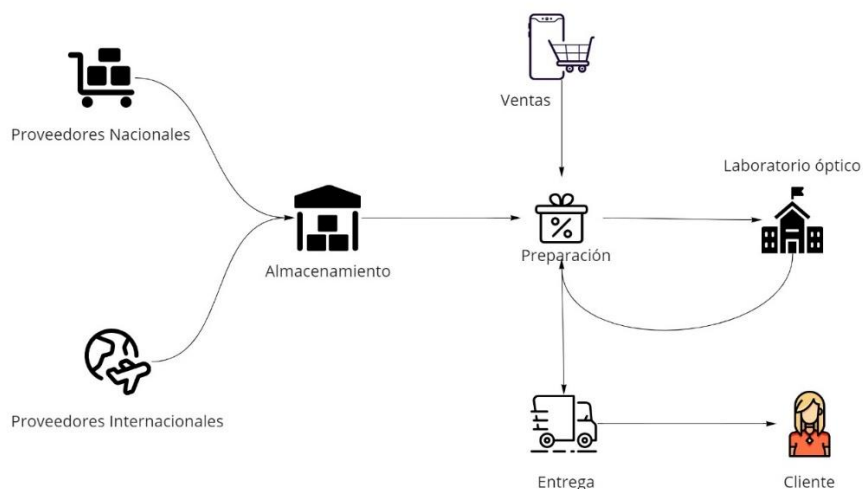 Ventas
Proveedores Nacionales
Laboratorio óptico
Preparación
Almacenamiento
Proveedores Internacionales
Entrega
Cliente